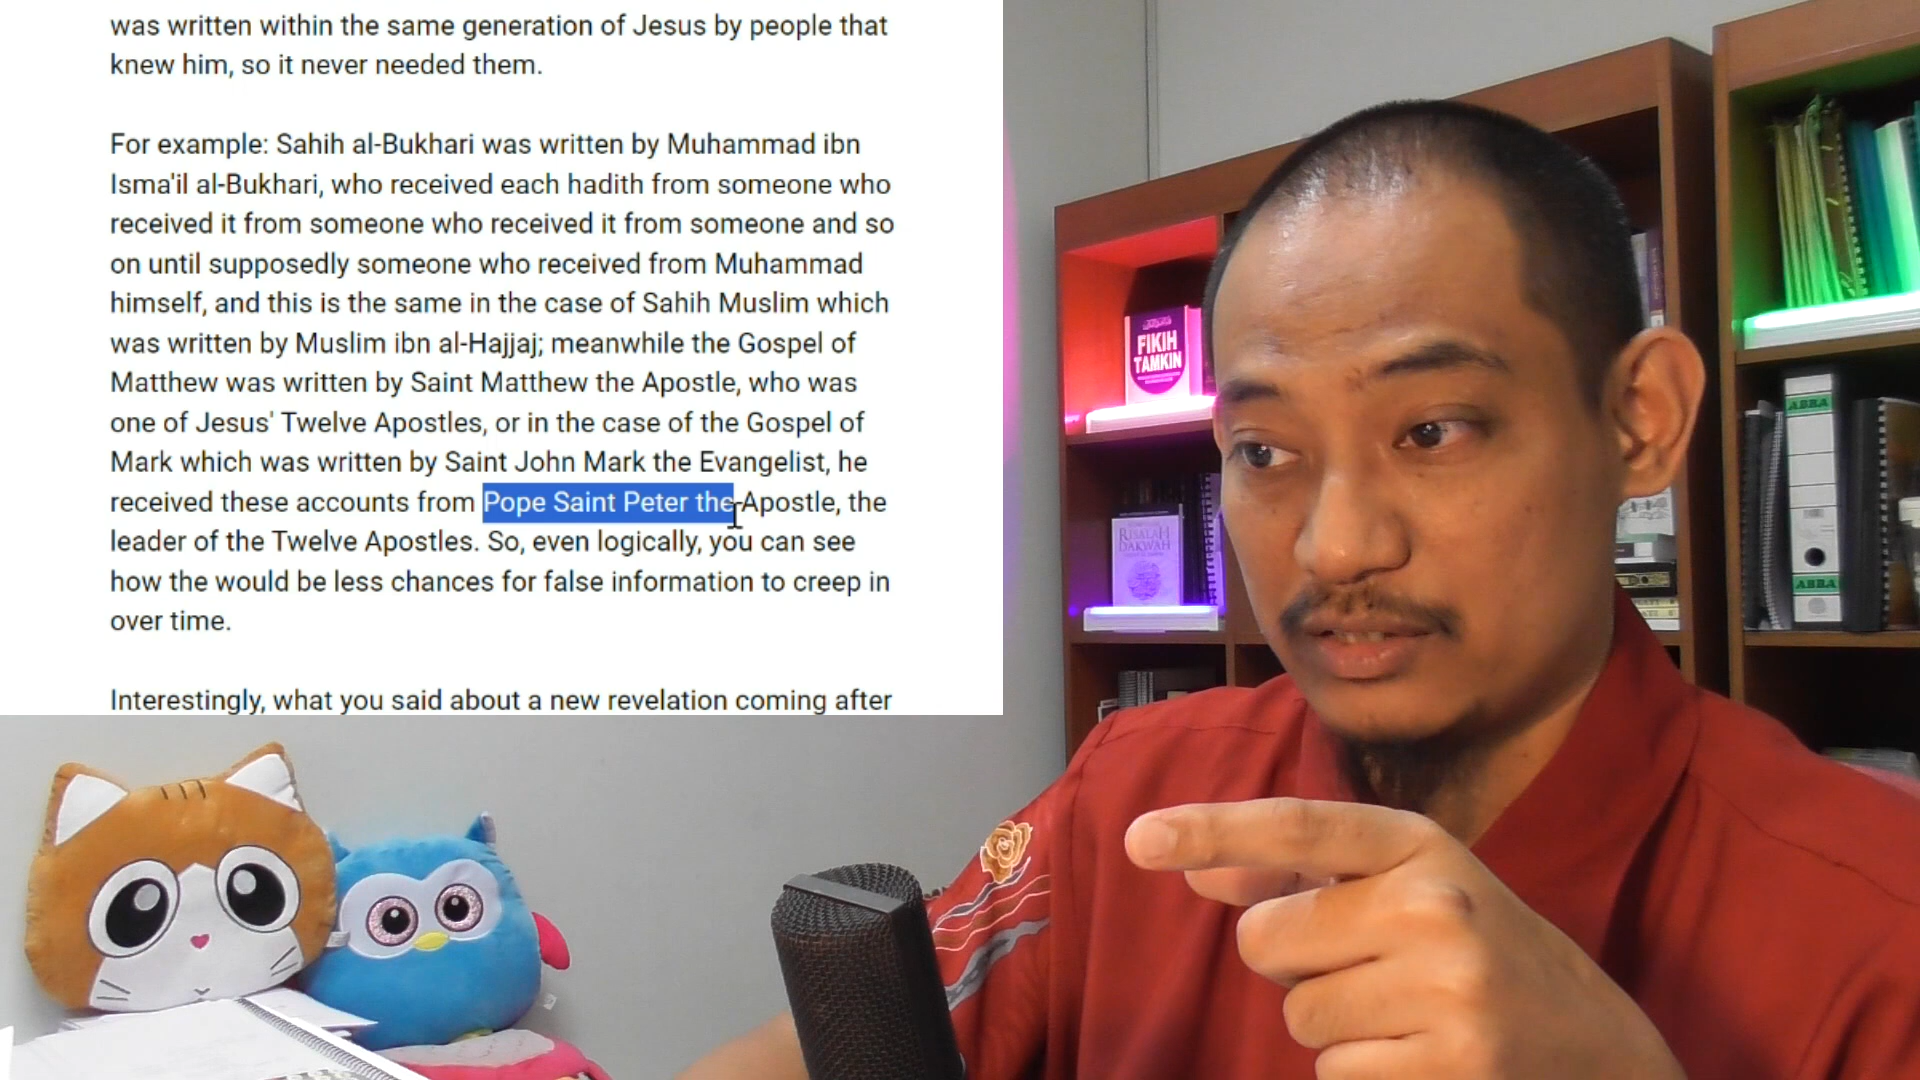 was written within the same generation of Jesus by people that
knew him, so it never needed them.
For example: Sahih al-Bukhari was written by Muhammad ibn
Isma'il al-Bukhari, who received each hadith from someone who
received it from someone who received it from someone and so
on until supposedly someone who received from Muhammad
himself, and this is the same in the case of Sahih Muslim which
was written by Muslim ibn al-Hajjaj; meanwhile the Gospel of
Matthew was written by Saint Matthew the Apostle, who was
one of Jesus' Twelve Apostles, or in the case of the Gospel of
Mark which was written by Saint John Mark the Evangelist, he
received these accounts from Pope Saint Peter the Apostle, the
leader of the Twelve Apostles. So, even logically, you can see
how the would be less chances for false information to creep in
over time.
Interestingly, what you said about a new revelation coming after
FIKIH
TAMKIN
RISALAH
DAKWAH
ABBA
ABBA